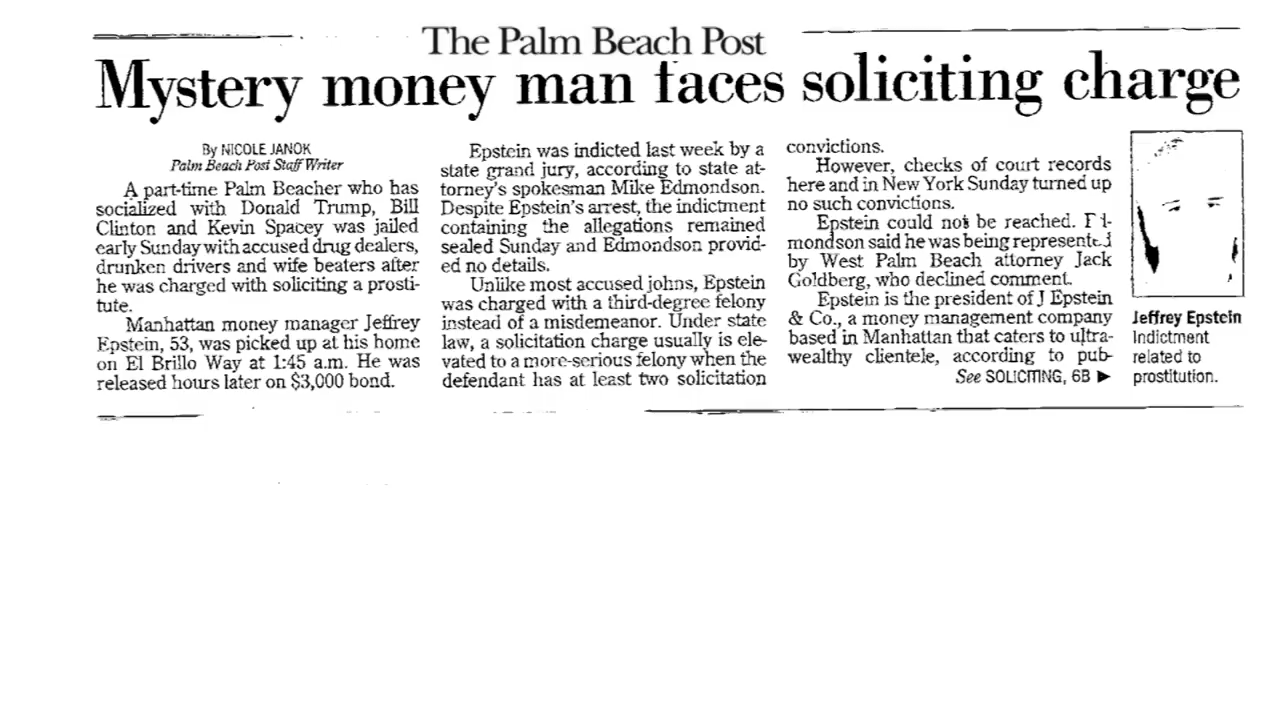 The Palm Beach Post
Mystery money man faces soliciting charge
By NICOLE JANOK
Palm Beach Post Staff Writer
A part-time Palm Beacher who has
socialized with Donald Trump, Bill
Clinton and Kevin Spacey was jailed
early Sunday with accused drug dealers,
drunken drivers and wife beaters after
he was charged with soliciting a prosti-
tute.
Manhattan money manager Jeffrey
Epstein, 53, was picked up at his home
on El Brillo Way at 1:45 a.m. He was
released hours later on $3,000 bond.
Epstein was indicted last week by a
state grand jury, according to state at-
torney's spokesman Mike Edmondson.
Despite Epstein's arrest, the indictment
containing the allegations remained
sealed Sunday and Edmondson provid-
ed no details.
Unlike most accused johns, Epstein
was charged with a third-degree felony
instead of a misdemeanor. Under state
law, a solicitation charge usually is ele-
vated to a more-serious felony when the
defendant has at least two solicitation
convictions.
However, checks of court records
here and in New York Sunday turned up
no such convictions.
Epstein could not be reached. Ed-
mondson said he was being represented
by West Palm Beach attorney Jack
Goldberg, who declined comment.
Epstein is the president of J Epstein
& Co., a money management company
based in Manhattan that caters to ultra-
wealthy clientele, according to pub-
See SOLICITING, 6B ►
Jeffrey Epstein
Indictment
related to
prostitution.